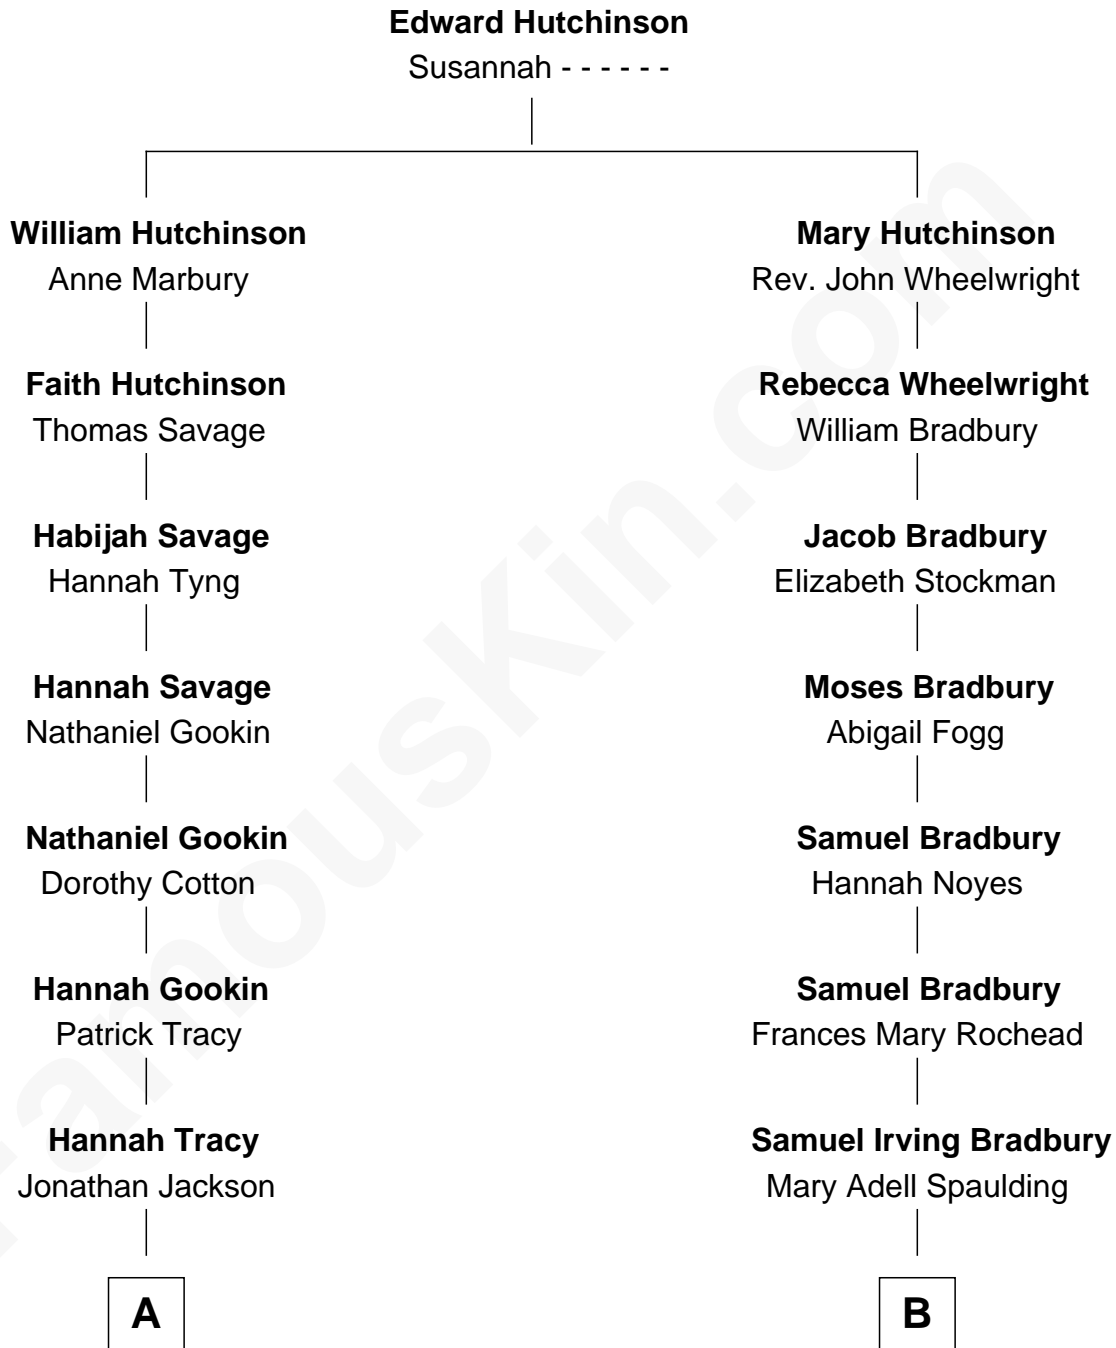 Edward Hutchinson
Susannah - - - - - -
William Hutchinson
Anne Marbury
Faith Hutchinson
Thomas Savage
Habijah Savage
Hannah Tyng
Hannah Savage
Nathaniel Gookin
Nathaniel Gookin
Dorothy Cotton
Hannah Gookin
Patrick Tracy
Hannah Tracy
Jonathan Jackson
A
Mary Hutchinson
Rev. John Wheelwright
Rebecca Wheelwright
William Bradbury
Jacob Bradbury
Elizabeth Stockman
Moses Bradbury
Abigail Fogg
Samuel Bradbury
Hannah Noyes
Samuel Bradbury
Frances Mary Rochead
Samuel Irving Bradbury
Mary Adell Spaulding
B
FamousKin.com